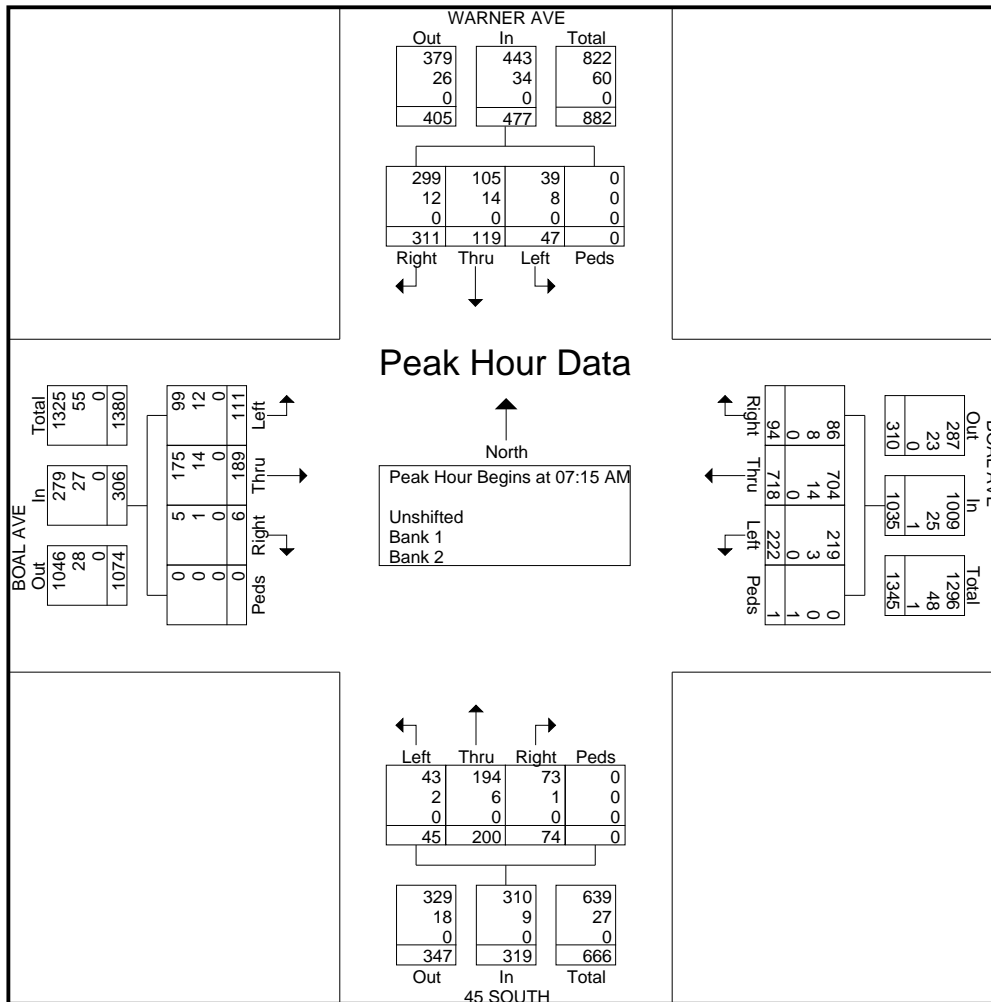 WARNER AVE
Out In Total
379 443 822
26 34 60
0 0 0
405 477 882
299 105 39 0
12 14 8 0
0 0 0 0
311 119 47 0
Right Thru Left Peds
Peak Hour Data
North
Peak Hour Begins at 07:15 AM
Unshifted
Bank 1
Bank 2
BOAL AVE
Out In Total
1046 279 1325
28 27 55
0 0 0
1074 306 1380
99 175 5 0
12 14 1 0
0 0 0 0
111 189 6 0
Left Thru Right Peds
BOAL AVE
Out In Total
287 1009 1296
23 25 48
0 1 1
310 1035 1345
86 704 219 0
8 14 3 0
0 0 0 1
94 718 222 1
Right Thru Left Peds
Left Thru Right Peds
43 194 73 0
2 6 1 0
0 0 0 0
45 200 74 0
329 310 639
18 9 27
0 0 0
347 319 666
Out In Total
45 SOUTH